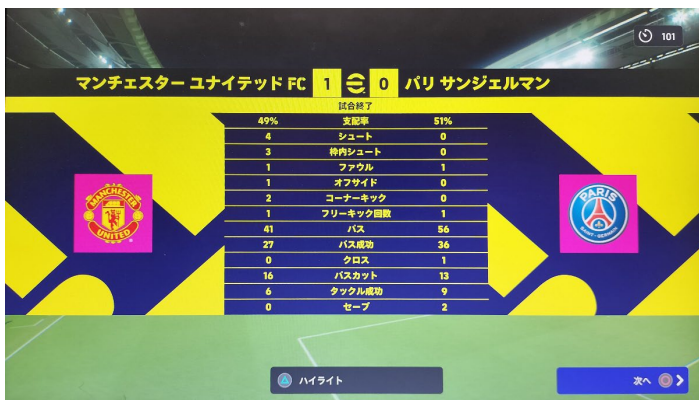 101
マンチェスター ユナイテッド FC 1 0 パリ サンジェルマン
試合終了
49% 支配率 51%
4 シュート 0
3 枠内シュート 0
1 ファウル 1
1 オフサイド 0
2 コーナーキック 0
1 フリーキック回数 1
41 パス 56
27 パス成功 36
0 クロス 1
16 パスカット 13
6 タックル成功 9
0 セーブ 2
MANCHESTER
UNITED
PARIS
SAINT-GERMAIN
ハイライト
次へ